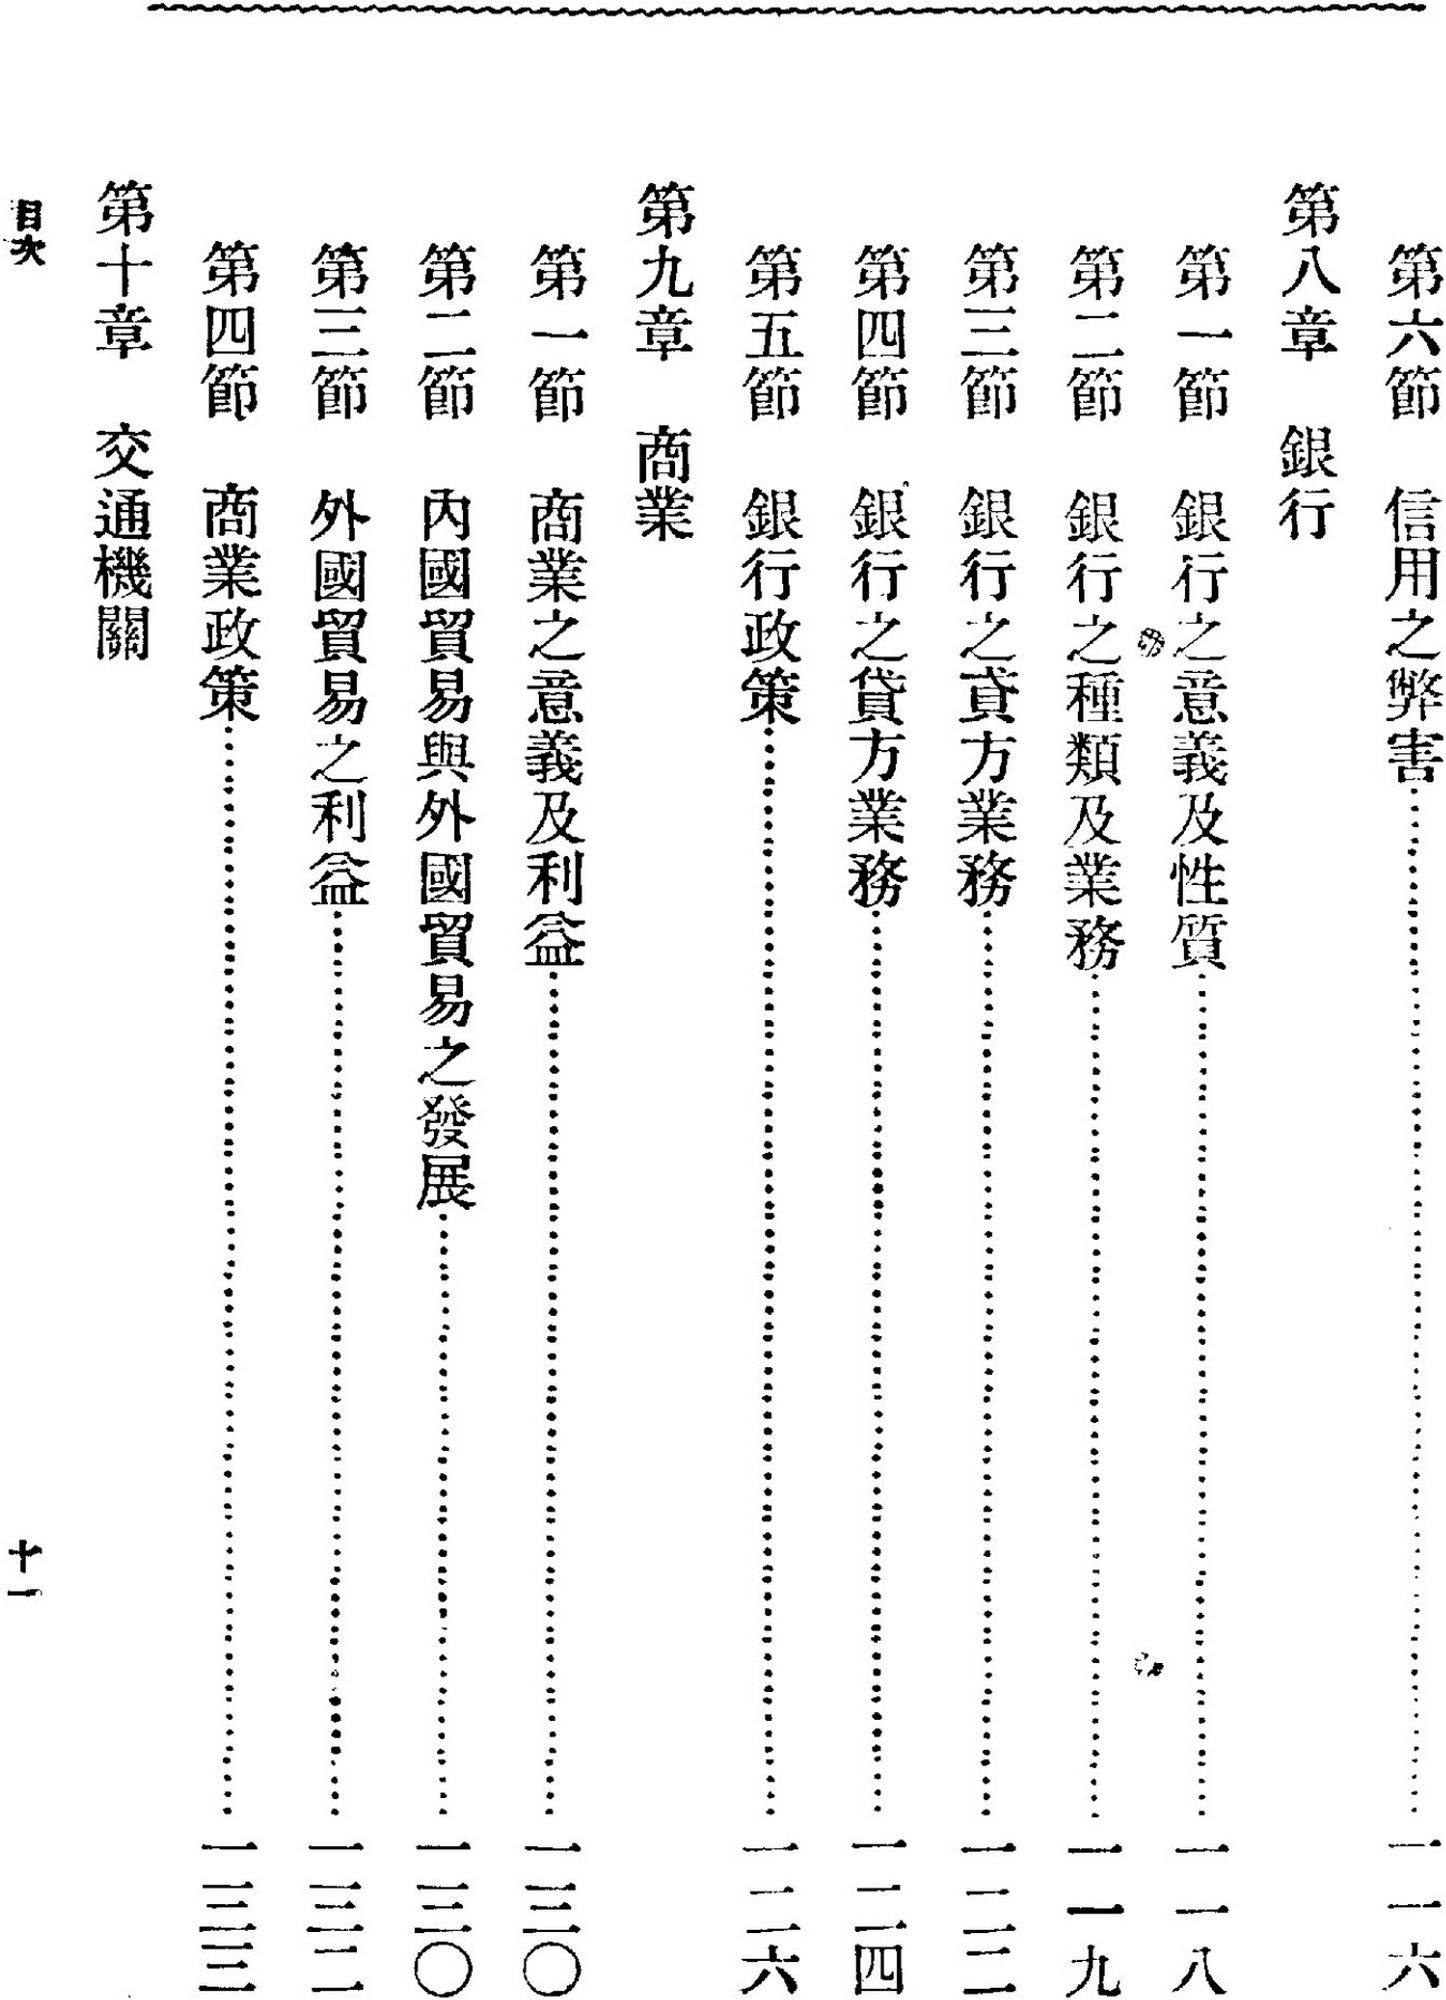 第六節　信用之弊害⋯⋯⋯⋯⋯⋯一一六
第八章　銀行
第一節　銀行之意義及性質⋯⋯⋯⋯⋯⋯一一八
第二節　銀行之種類及業務⋯⋯⋯⋯⋯⋯一一九
第三節　銀行之貣方業務⋯⋯⋯⋯⋯⋯一二二
第四節　銀行之貸方業務⋯⋯⋯⋯⋯⋯一二四
第五節　銀行政策⋯⋯⋯⋯⋯⋯一二六
第九章　商業
第一節　商業之意義及利益⋯⋯⋯⋯⋯⋯一三〇
第二節　內國貿易與外國貿易之發展⋯⋯⋯⋯⋯⋯一三〇
第三節　外國貿易之利益⋯⋯⋯⋯⋯⋯一三二
第四節　商業政策⋯⋯⋯⋯⋯⋯一三三
第十章　交通機關
目次
十一